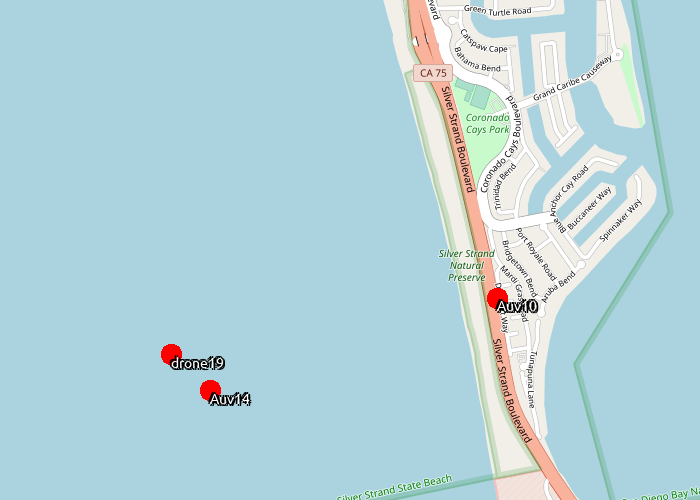 Green Turtle Road
Catspaw Cape
Bahama Bend
CA 75
Grand Caribe Causeway
Silver Strand Boulevard
Coronado
Cays Park
Coronado Cays Boulevard
Trinidad Bend
Anchor Cay Road
Buccaneer Way
Spinnaker Way
Blue
Port Royale Road
Silver Strand
Natural
Preserve
Bridgetown Bend
Aruba Bend
Auv10
Way
Silver Strand Boulevard
Tunapuna Lane
drone19
Auv14
Silver Strand State Beach